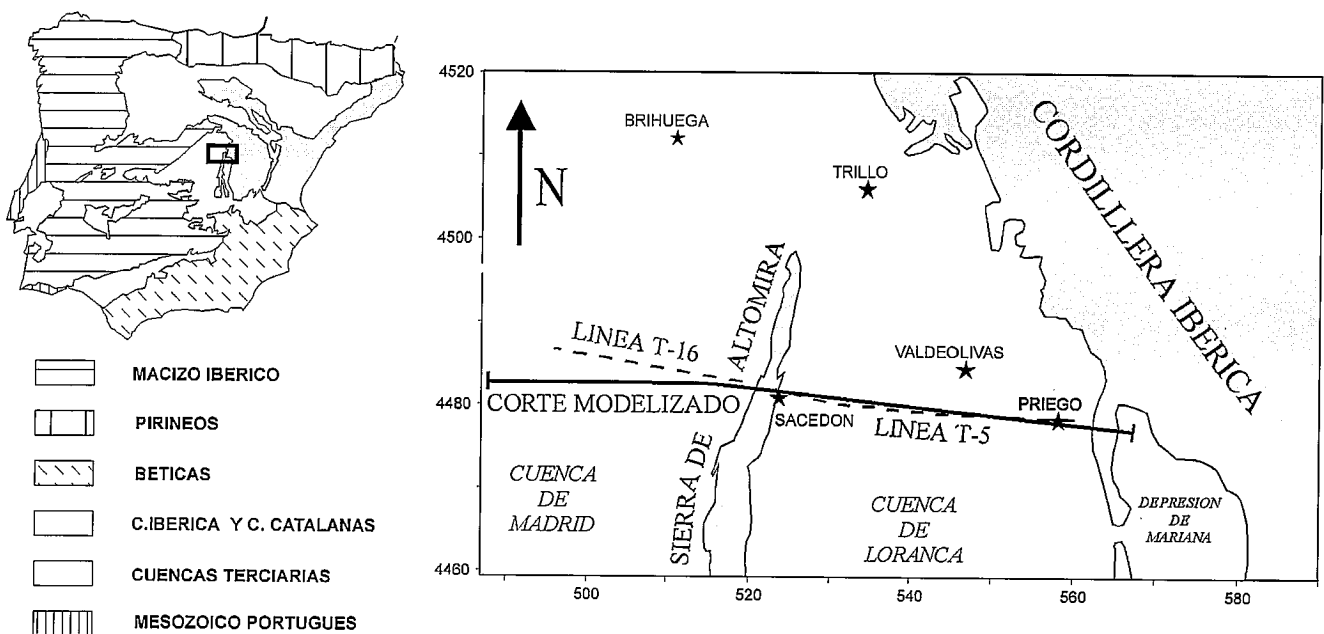 MACIZO IBERICO
PIRINEOS
BETICAS
C.IBERICA Y C. CATALANAS
CUENCAS TERCIARIAS
MESOZOICO PORTUGUES
4520
4500
4480
4460
500
520
540
560
580
N
BRIHUEGA
TRILLO
CORDILLLERA IBERICA
SIERRA DE ALTOMIRA
LINEA T-16
VALDEOLIVAS
CORTE MODELIZADO
SACEDON
LINEA T-5
PRIEGO
CUENCA
DE
MADRID
CUENCA
DE
LORANCA
DEPRESION
DE
MARIANA